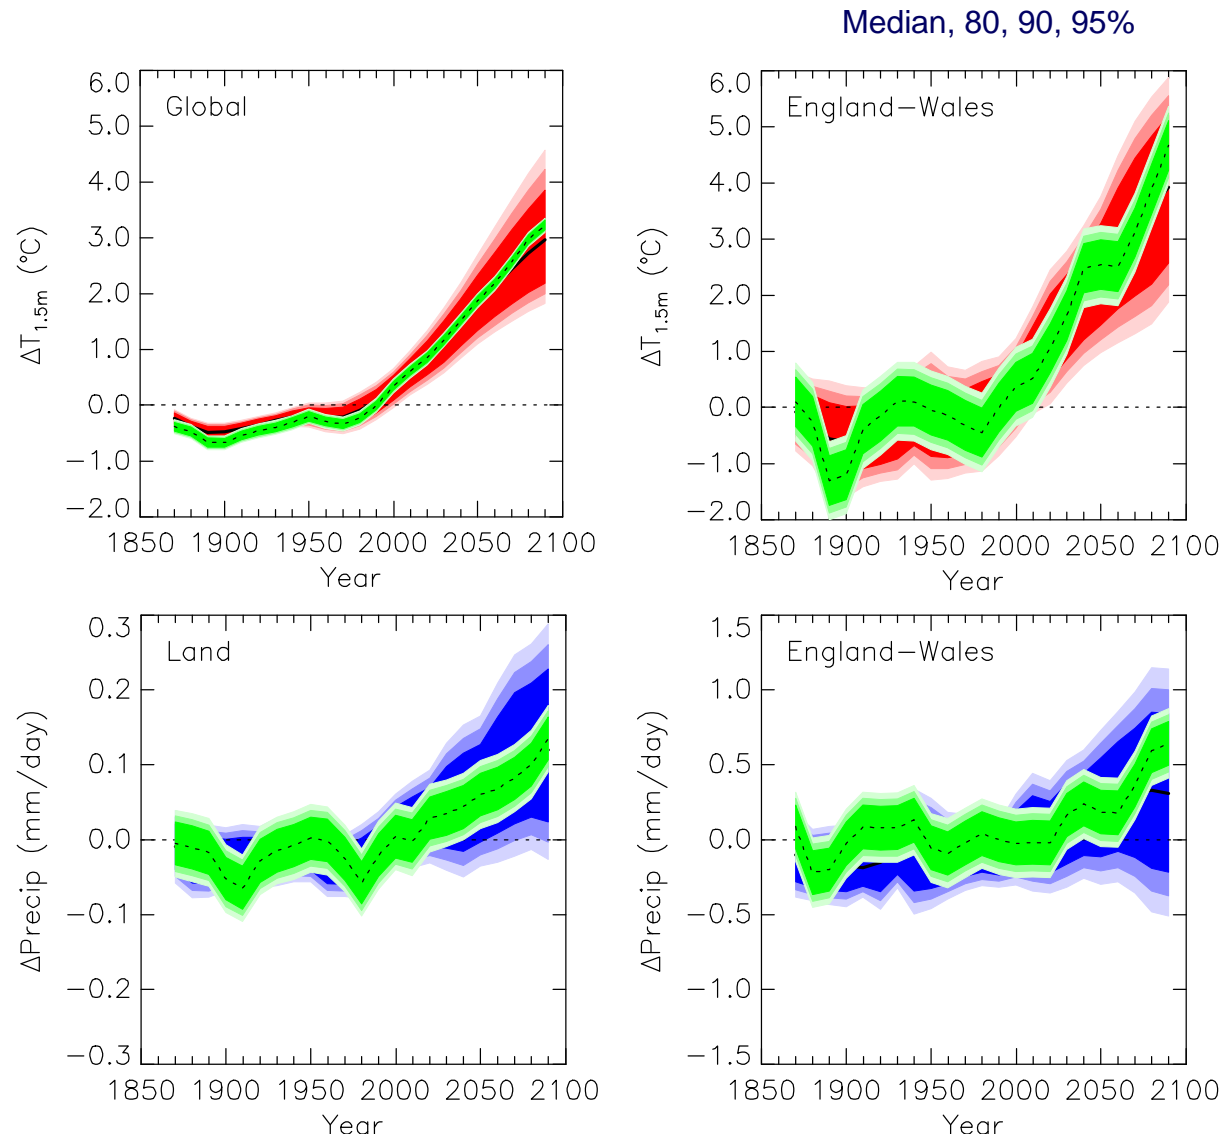 Median, 80, 90, 95%
Global
6.0
5.0
4.0
3.0
2.0
1.0
0.0
−1.0
−2.0
ΔT1.5m (°C)
1850 1900 1950 2000 2050 2100
Year
England−Wales
6.0
5.0
4.0
3.0
2.0
1.0
0.0
−1.0
−2.0
ΔT1.5m (°C)
1850 1900 1950 2000 2050 2100
Year
Land
0.3
0.2
0.1
0.0
−0.1
−0.2
−0.3
ΔPrecip (mm/day)
1850 1900 1950 2000 2050 2100
Year
England−Wales
1.5
1.0
0.5
0.0
−0.5
−1.0
−1.5
ΔPrecip (mm/day)
1850 1900 1950 2000 2050 2100
Year